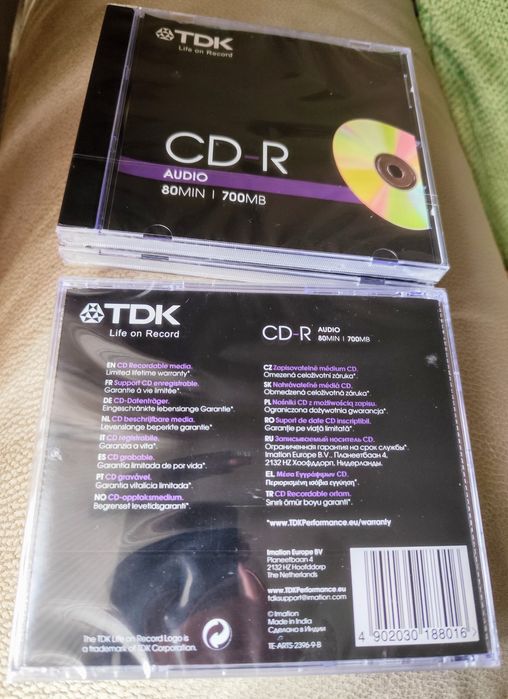 TDK
Life on Record
CD-R
AUDIO
80MIN | 700MB
TDK
Life on Record
CD-R AUDIO
80MIN | 700MB
EN CD Recordable media.
Limited lifetime warranty*.
FR Support CD enregistrable.
Garantie à vie limitée*.
DE CD-Datenträger.
Eingeschränkte lebenslange Garantie*.
NL CD beschrijfbare media.
Beperkte levenslange garantie*.
IT CD registrabile.
Garanzia a vita*.
ES CD grabable.
Garantía limitada de por vida*.
PT CD gravável.
Garantia vitalícia limitada*.
NO CD-opptaksmedium.
Begrenset levetidsgaranti*.
CZ Zapisovatelné médium CD.
Omezená celoživotní záruka*.
SK Nahrávateľné médiá CD.
Obmedzená celoživotná záruka*.
PL Nośniki CD z możliwością zapisu.
Ograniczona dożywotnia gwarancja*.
RO Suport de date CD inscriptibil.
Garanţie pe viaţă limitată*.
RU Записываемый носитель CD.
Ограниченная гарантия на срок службы*.
Imation Europe B.V., Планеетбаан 4,
2132 HZ Хоофддорп, Нидерланды.
EL Μέσα Εγγράψιμων CD.
Περιορισμένη ισόβια εγγύηση*.
TR CD Recordable ortam.
Sınırlı ömür boyu garanti*.
*www.TDKPerformance.eu/warranty
Imation Europe BV
Planeetbaan 4
2132 HZ Hoofddorp
The Netherlands
www.TDKPerformance.eu
tdksupport@imation.com
© Imation
Made in India
Сделано в Индии
TE-ARTS-2396-9-B
The TDK Life on Record Logo is
a trademark of TDK Corporation.
4 902030 188016